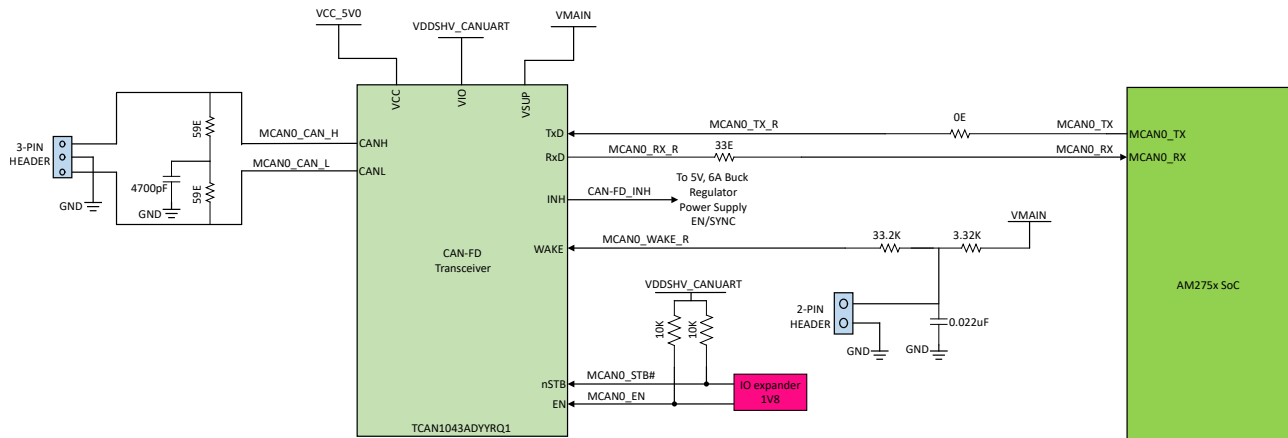 VCC_5V0
VDDSHV_CANUART
VMAIN
VCC
VIO
VSUP
3-PIN
HEADER
GND
59E
59E
4700pF
GND
MCAN0_CAN_H
MCAN0_CAN_L
CANH
CANL
CAN-FD
Transceiver
TCAN1043ADYYRQ1
TxD
RxD
INH
WAKE
nSTB
EN
MCAN0_TX_R
0E
MCAN0_TX
MCAN0_TX
MCAN0_RX_R
33E
MCAN0_RX
MCAN0_RX
CAN-FD_INH
To 5V, 6A Buck
Regulator
Power Supply
EN/SYNC
MCAN0_WAKE_R
33.2K
3.32K
VMAIN
2-PIN
HEADER
GND
0.022uF
GND
VDDSHV_CANUART
10K
10K
MCAN0_STB#
MCAN0_EN
IO expander
1V8
AM275x SoC